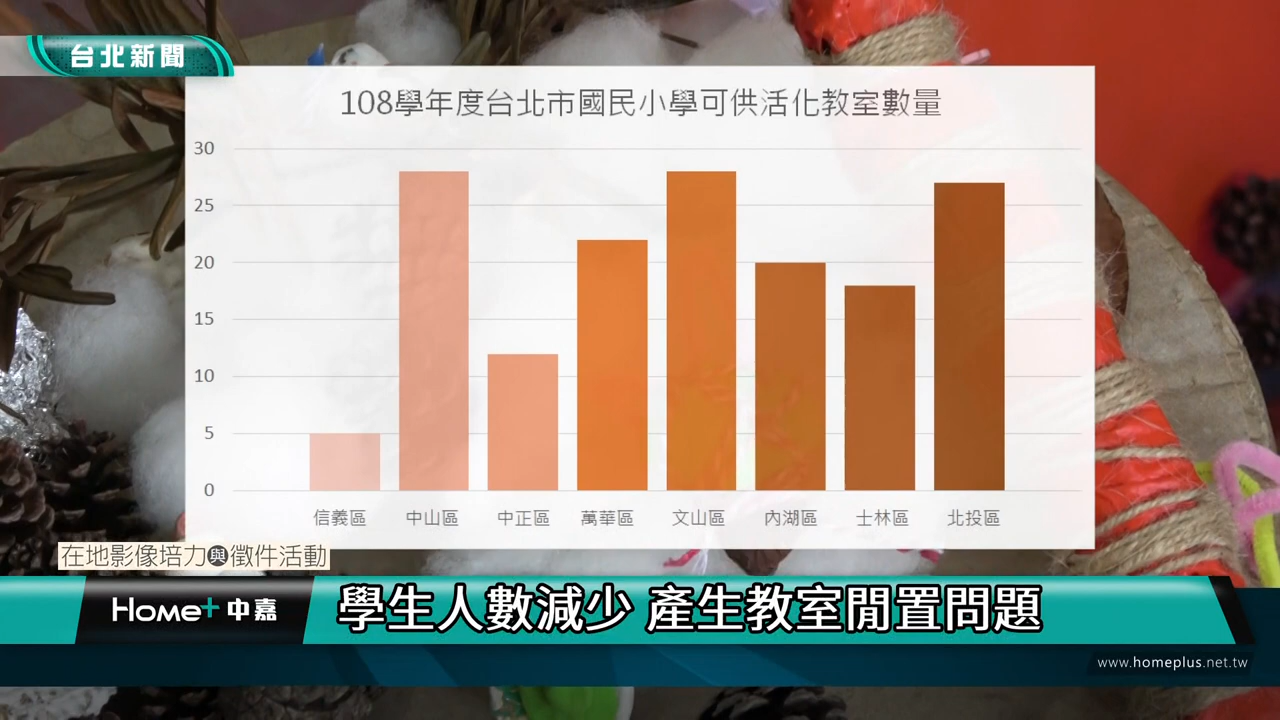 台北新聞
108學年度台北市國民小學可供活化教室數量
30
25
20
15
10
5
0
信義區 中山區 中正區 萬華區 文山區 內湖區 士林區 北投區
在地影像培力與徵件活動
Home+中嘉
學生人數減少 產生教室閒置問題
www.homeplus.net.tw